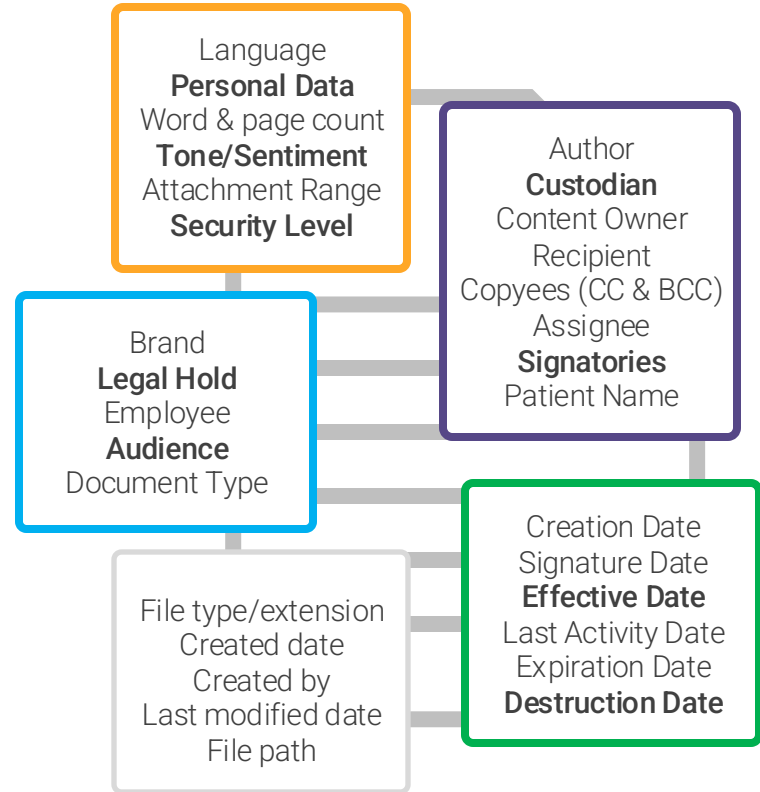 Language
Personal Data
Word & page count
Tone/Sentiment
Attachment Range
Security Level
Author
Custodian
Content Owner
Recipient
Copyees (CC & BCC)
Assignee
Signatories
Patient Name
Brand
Legal Hold
Employee
Audience
Document Type
Creation Date
Signature Date
Effective Date
Last Activity Date
Expiration Date
Destruction Date
File type/extension
Created date
Created by
Last modified date
File path